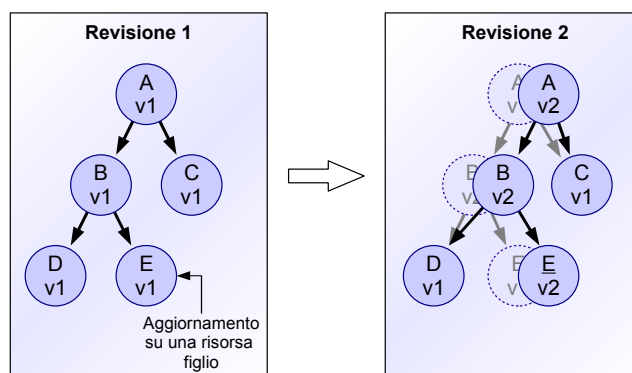 Revisione 1
A
v1
B
v1
C
v1
D
v1
E
v1
Aggiornamento
su una risorsa
figlio
Revisione 2
A
v
A
v2
B
v2
B
v2
C
v1
D
v1
E
v
E
v2